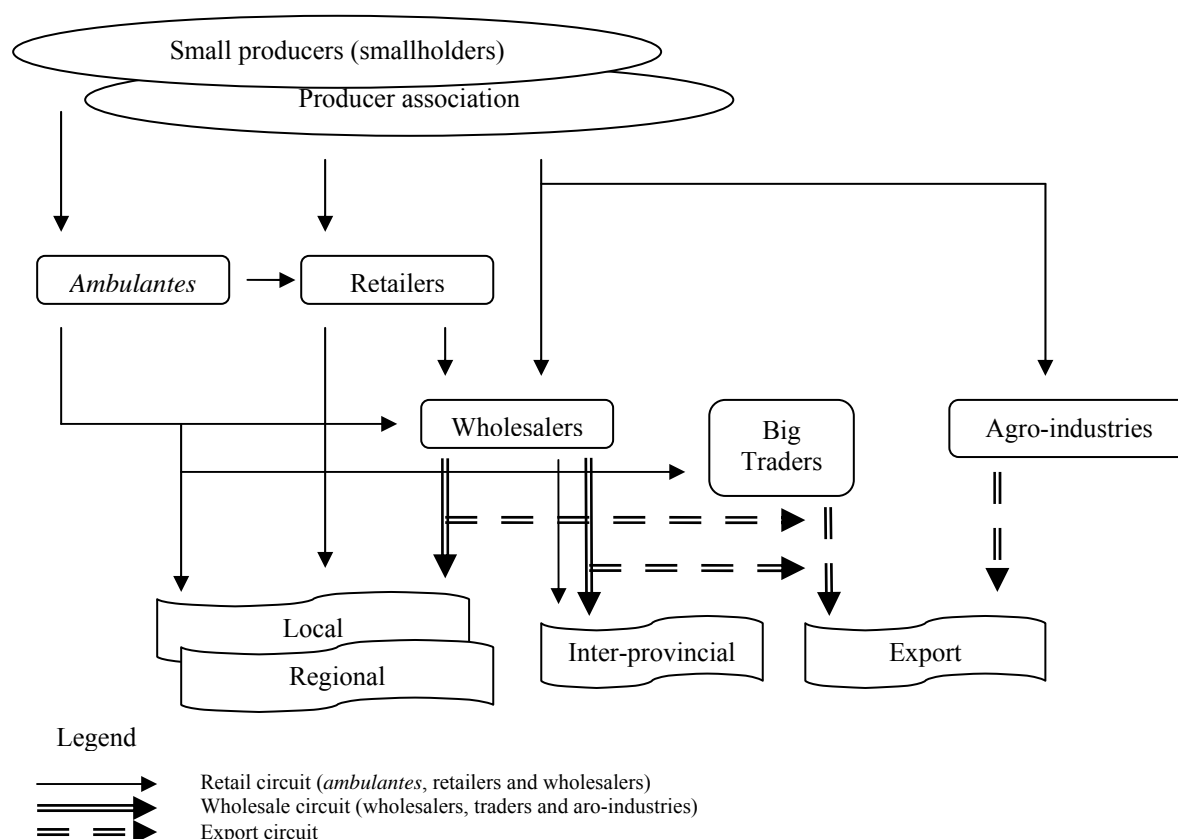 Small producers (smallholders)
Producer association
Ambulantes
Retailers
Wholesalers
Big
Traders
Agro-industries
Local
Regional
Inter-provincial
Export
Legend
Retail circuit (ambulantes, retailers and wholesalers)
Wholesale circuit (wholesalers, traders and aro-industries)
Export circuit